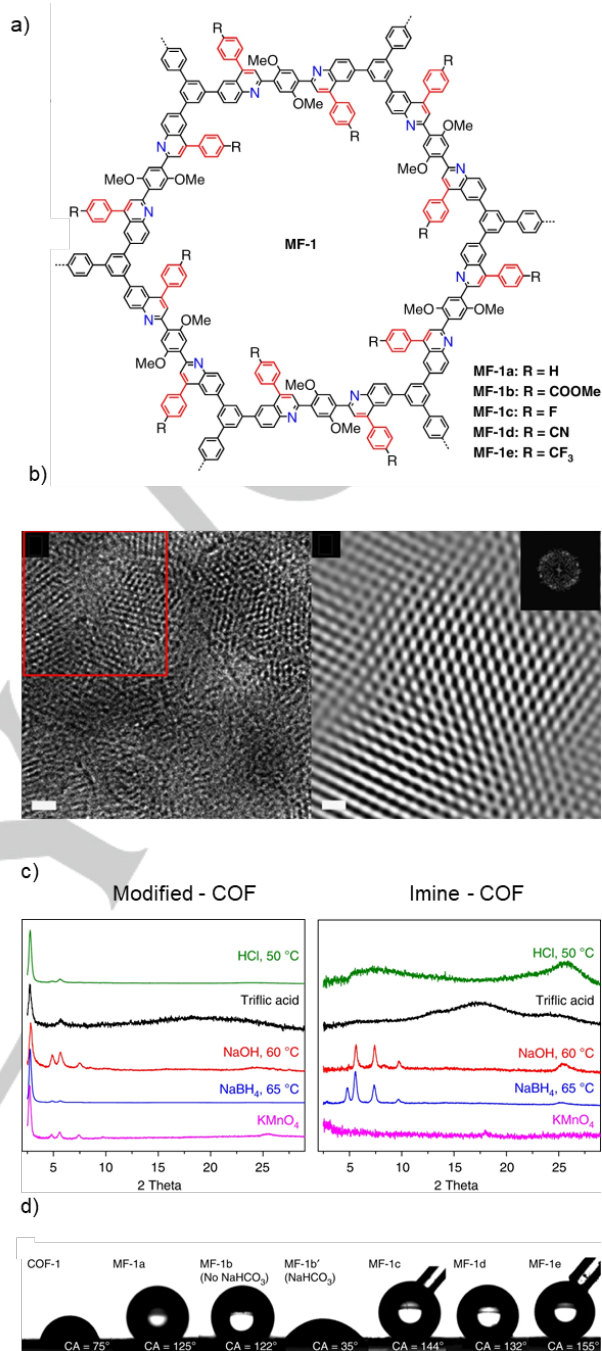 a)
R
R
OMe
R
R
N
OMe
N
N
OMe
R
N
R
MeO
OMe
MeO
N
R
R
N
R
MF-1
R
N
R
N
OMe
MeO
OMe
MeO
N
R
N
R
R
OMe
N
N
OMe
R
R
MF-1a: R = H
MF-1b: R = COOMe
MF-1c: R = F
MF-1d: R = CN
MF-1e: R = CF₃
b)
c)
Modified - COF
Imine - COF
HCl, 50 °C
Triflic acid
NaOH, 60 °C
NaBH₄, 65 °C
KMnO₄
5 10 15 20 25
2 Theta
HCl, 50 °C
Triflic acid
NaOH, 60 °C
NaBH₄, 65 °C
KMnO₄
5 10 15 20 25
2 Theta
d)
COF-1
MF-1a
MF-1b
(No NaHCO₃)
MF-1b′
(NaHCO₃)
MF-1c
MF-1d
MF-1e
CA = 75°
CA = 125°
CA = 122°
CA = 35°
CA = 144°
CA = 132°
CA = 155°